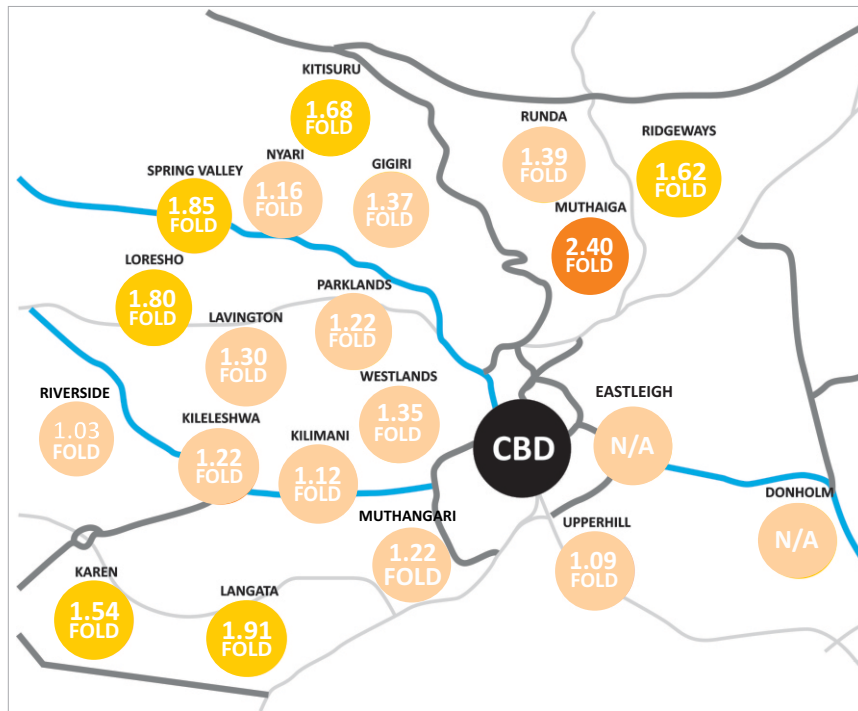 KITISURU
1.68
FOLD
RUNDA
1.39
FOLD
RIDGEWAYS
1.62
FOLD
NYARI
1.16
FOLD
GIGIRI
1.37
FOLD
SPRING VALLEY
1.85
FOLD
MUTHAIGA
2.40
FOLD
LORESHO
1.80
FOLD
PARKLANDS
1.22
FOLD
LAVINGTON
1.30
FOLD
WESTLANDS
1.35
FOLD
RIVERSIDE
1.03
FOLD
KILELESHWA
1.22
FOLD
KILIMANI
1.12
FOLD
CBD
EASTLEIGH
N/A
DONHOLM
N/A
MUTHANGARI
1.22
FOLD
UPPERHILL
1.09
FOLD
KAREN
1.54
FOLD
LANGATA
1.91
FOLD